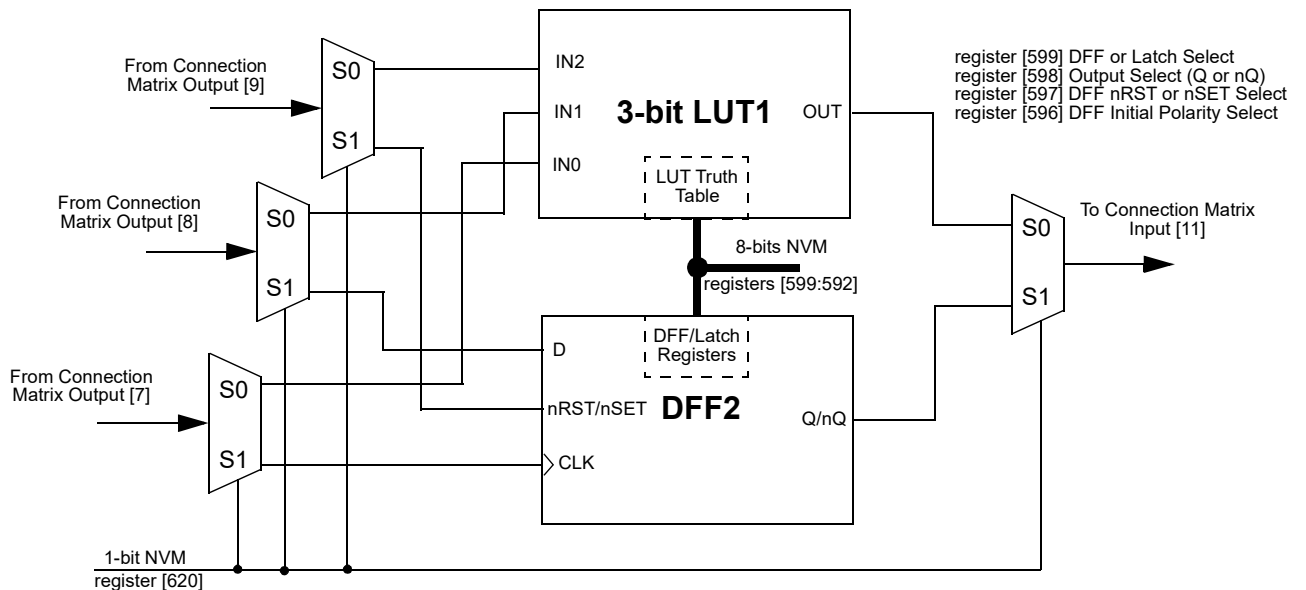 From Connection
Matrix Output [9]
S0
S1
IN2
IN1
IN0
3-bit LUT1
OUT
LUT Truth
Table
register [599] DFF or Latch Select
register [598] Output Select (Q or nQ)
register [597] DFF nRST or nSET Select
register [596] DFF Initial Polarity Select
From Connection
Matrix Output [8]
S0
S1
8-bits NVM
registers [599:592]
To Connection Matrix
Input [11]
S0
S1
From Connection
Matrix Output [7]
S0
S1
D
nRST/nSET
CLK
DFF/Latch
Registers
DFF2
Q/nQ
1-bit NVM
register [620]